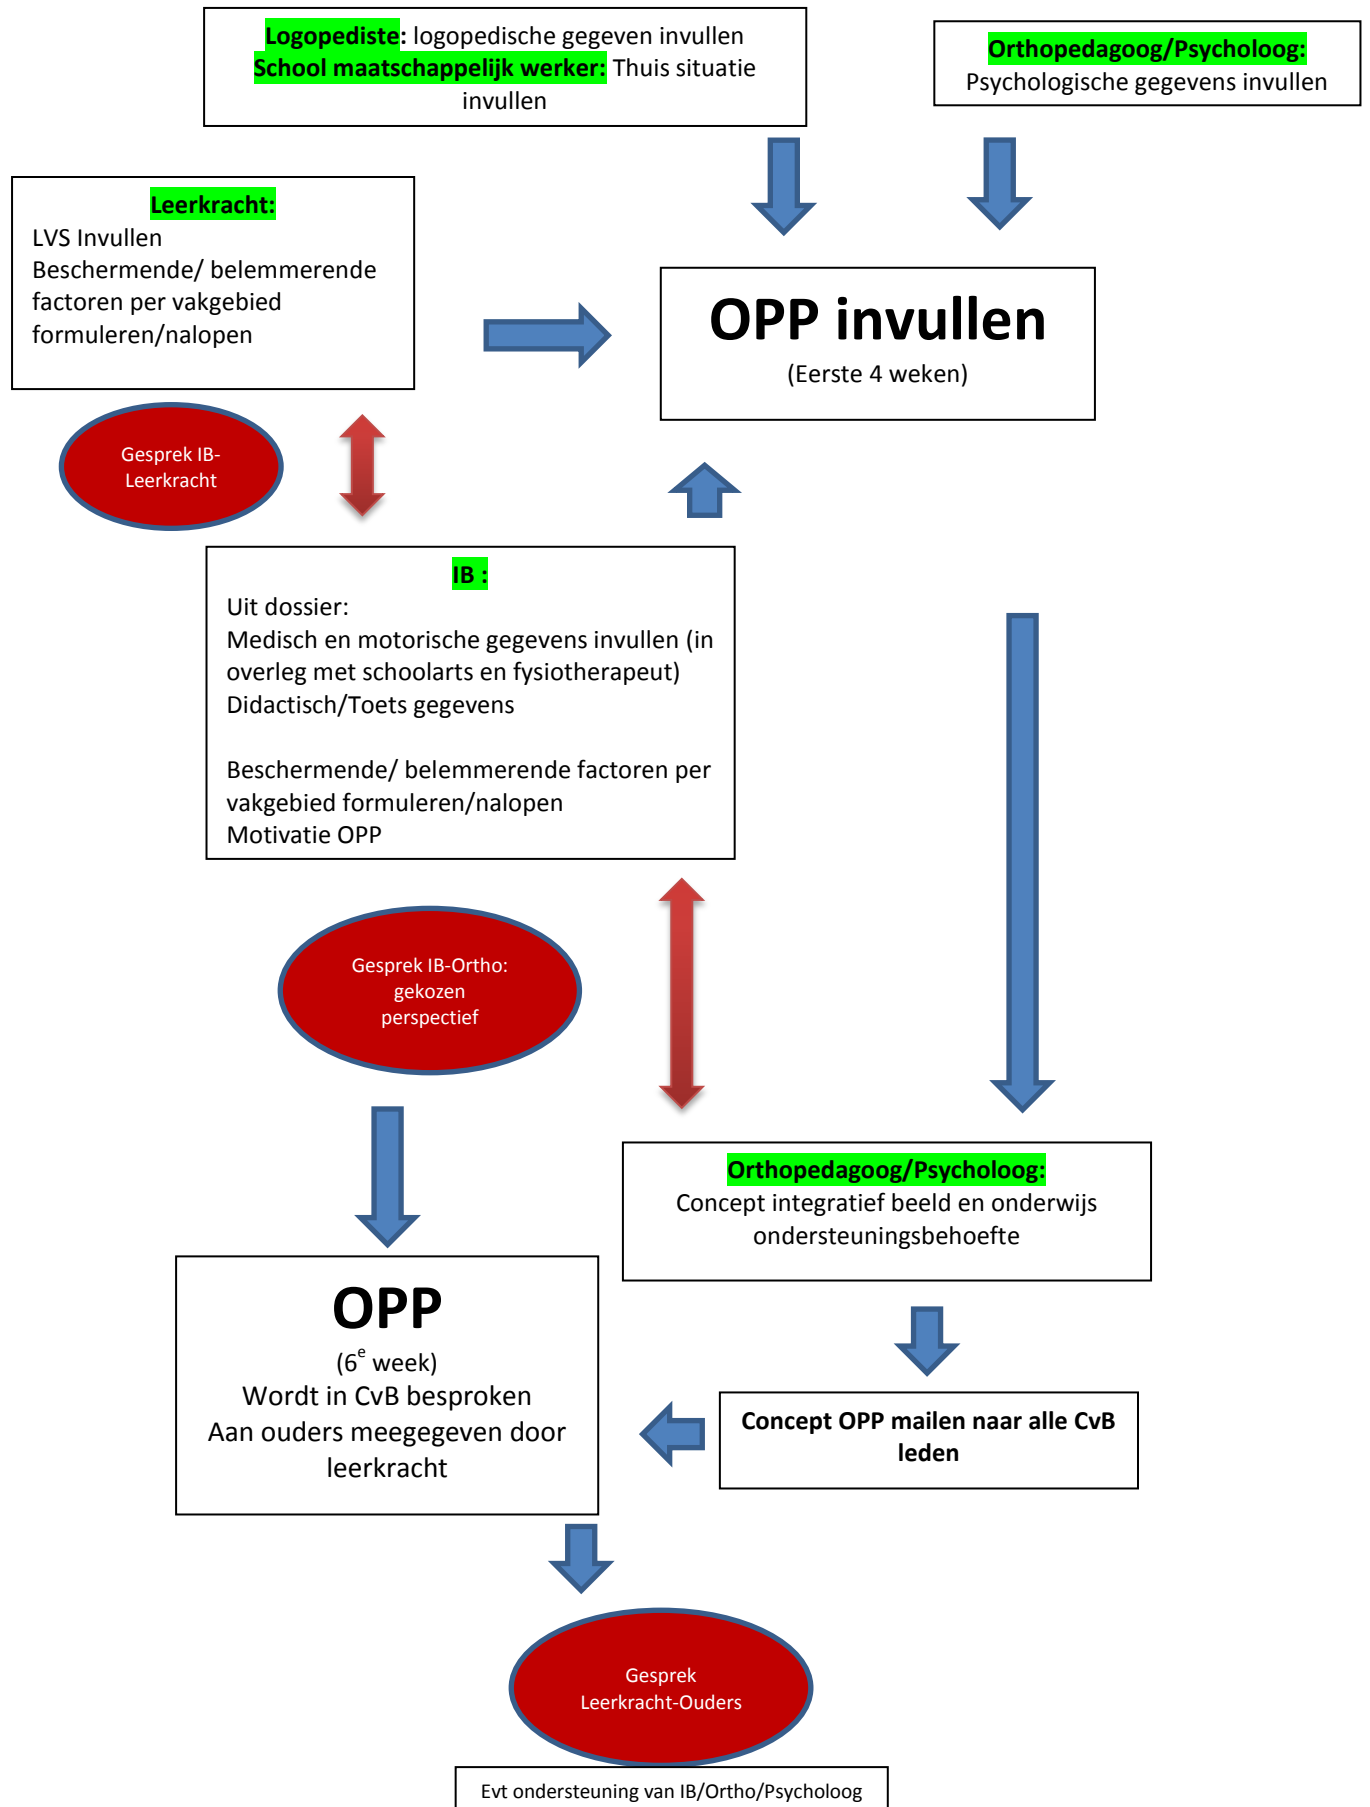 Logopediste: logopedische gegeven invullen
School maatschappelijk werker: Thuis situatie
invullen
Orthopedagoog/Psycholoog:
Psychologische gegevens invullen
Leerkracht:
LVS Invullen
Beschermende/ belemmerende
factoren per vakgebied
formuleren/nalopen
OPP invullen
(Eerste 4 weken)
Gesprek IB-
Leerkracht
IB :
Uit dossier:
Medisch en motorische gegevens invullen (in
overleg met schoolarts en fysiotherapeut)
Didactisch/Toets gegevens
Beschermende/ belemmerende factoren per
vakgebied formuleren/nalopen
Motivatie OPP
Gesprek IB-Ortho:
gekozen
perspectief
Orthopedagoog/Psycholoog:
Concept integratief beeld en onderwijs
ondersteuningsbehoefte
OPP
(6e week)
Wordt in CvB besproken
Aan ouders meegegeven door
leerkracht
Concept OPP mailen naar alle CvB
leden
Gesprek
Leerkracht-Ouders
Evt ondersteuning van IB/Ortho/Psycholoog